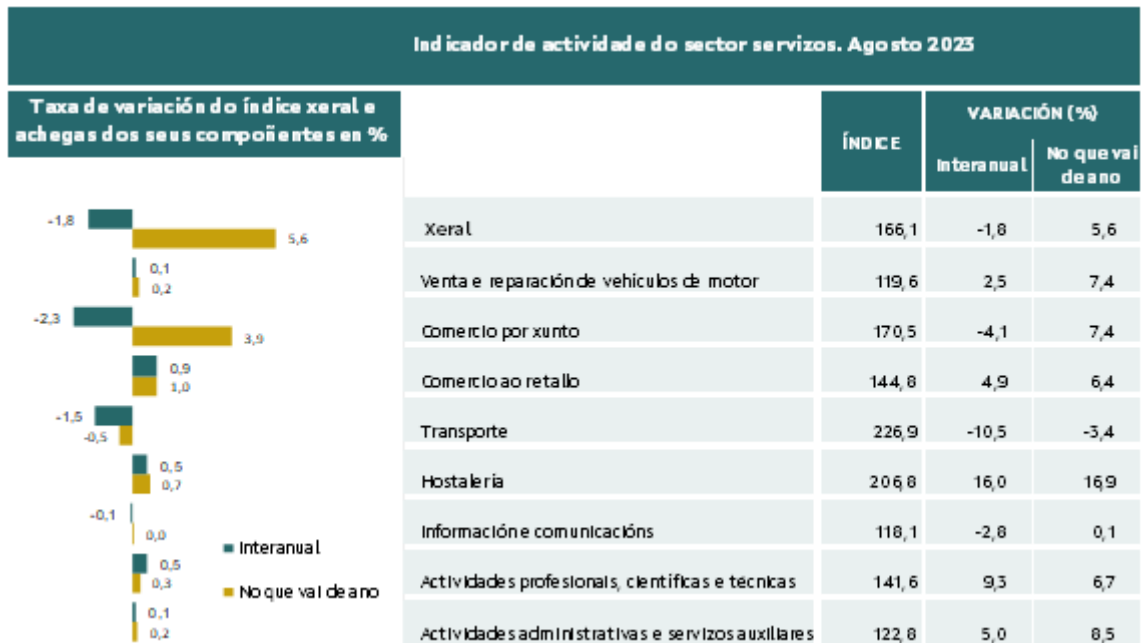 Indicador de actividade do sector servizos. Agosto 2023
Taxa de variación do índice xeral e
achegas dos seus compoñentes en %
ÍNDICE
VARIACIÓN (%)
Interanual
No que vai
de ano
-1,8
5,6
Xeral 166,1 -1,8 5,6
0,1
0,2
Venta e reparación de vehículos de motor 119,6 2,5 7,4
-2,3
3,9
Comercio por xunto 170,5 -4,1 7,4
0,9
1,0
Comercio ao retallo 144,8 4,9 6,4
-1,5
-0,5
Transporte 226,9 -10,5 -3,4
0,5
0,7
Hostalería 206,8 16,0 16,9
-0,1
0,0
Información e comunicacións 118,1 -2,8 0,1
Interanual
0,5
0,3
No que vai de ano
Actividades profesionais, científicas e técnicas 141,6 9,3 6,7
0,1
0,2
Actividades administrativas e servizos auxiliares 122,8 5,0 8,5